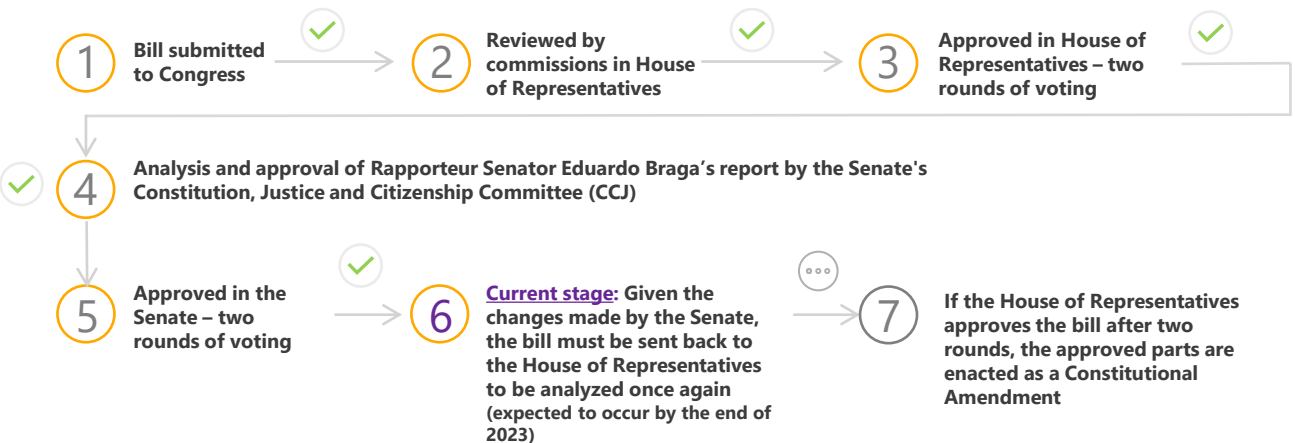 1
Bill submitted
to Congress
2
Reviewed by
commissions in House
of Representatives
3
Approved in House of
Representatives – two
rounds of voting
4
Analysis and approval of Rapporteur Senator Eduardo Braga’s report by the Senate's
Constitution, Justice and Citizenship Committee (CCJ)
5
Approved in the
Senate – two
rounds of voting
6
Current stage: Given the
changes made by the Senate,
the bill must be sent back to
the House of Representatives
to be analyzed once again
(expected to occur by the end of
2023)
7
If the House of Representatives
approves the bill after two
rounds, the approved parts are
enacted as a Constitutional
Amendment